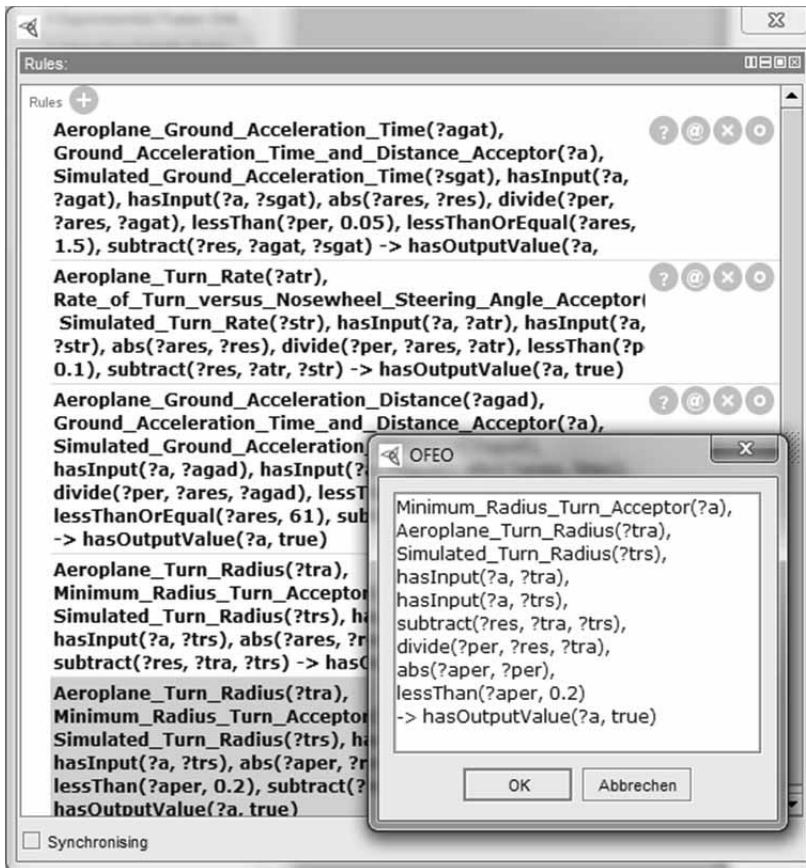 Rules:
Rules
Aeroplane_Ground_Acceleration_Time(?agat),
Ground_Acceleration_Time_and_Distance_Acceptor(?a),
Simulated_Ground_Acceleration_Time(?sgat), hasInput(?a,
?agat), hasInput(?a, ?sgat), abs(?ares, ?res), divide(?per,
?ares, ?agat), lessThan(?per, 0.05), lessThanOrEqual(?ares,
1.5), subtract(?res, ?agat, ?sgat) -> hasOutputValue(?a,
Aeroplane_Turn_Rate(?atr),
Rate_of_Turn_versus_Nosewheel_Steering_Angle_Acceptor(
Simulated_Turn_Rate(?str), hasInput(?a, ?atr), hasInput(?a,
?str), abs(?ares, ?res), divide(?per, ?ares, ?atr), lessThan(?p
0.1), subtract(?res, ?atr, ?str) -> hasOutputValue(?a, true)
Aeroplane_Ground_Acceleration_Distance(?agad),
Ground_Acceleration_Time_and_Distance_Acceptor(?a),
Simulated_Ground_Acceleration
hasInput(?a, ?agad), hasInput(?
divide(?per, ?ares, ?agad), lessT
lessThanOrEqual(?ares, 61), sub
-> hasOutputValue(?a, true)
Aeroplane_Turn_Radius(?tra),
Minimum_Radius_Turn_Acceptor
Simulated_Turn_Radius(?trs), ha
hasInput(?a, ?trs), abs(?ares, ?r
subtract(?res, ?tra, ?trs) -> hasO
Aeroplane_Turn_Radius(?tra),
Minimum_Radius_Turn_Acceptor
Simulated_Turn_Radius(?trs), ha
hasInput(?a, ?trs), abs(?aper, ?
lessThan(?aper, 0.2), subtract(?
hasOutputValue(?a, true)
OFEO
Minimum_Radius_Turn_Acceptor(?a),
Aeroplane_Turn_Radius(?tra),
Simulated_Turn_Radius(?trs),
hasInput(?a, ?tra),
hasInput(?a, ?trs),
subtract(?res, ?tra, ?trs),
divide(?per, ?res, ?tra),
abs(?aper, ?per),
lessThan(?aper, 0.2)
-> hasOutputValue(?a, true)
OK Abbrechen
Synchronising